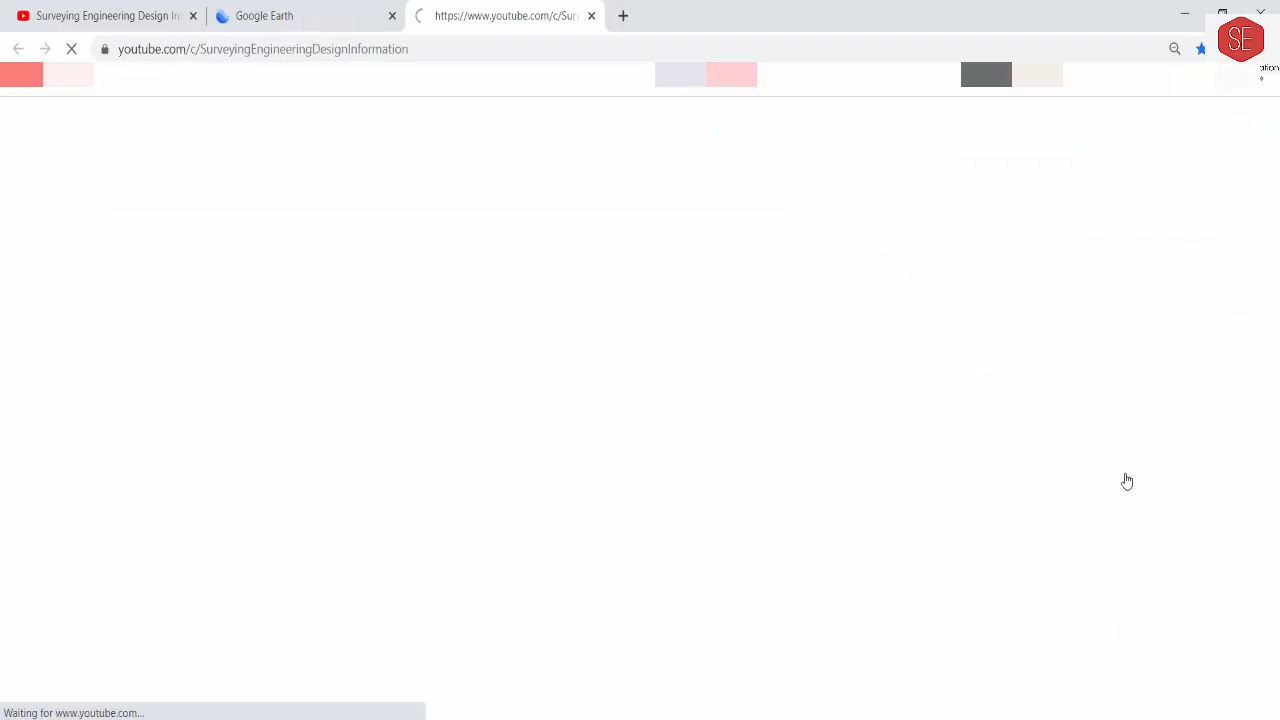 Surveying Engineering Design In
Google Earth
https://www.youtube.com/c/Sur
youtube.com/c/SurveyingEngineeringDesignInformation
SE
ation
Waiting for www.youtube.com...